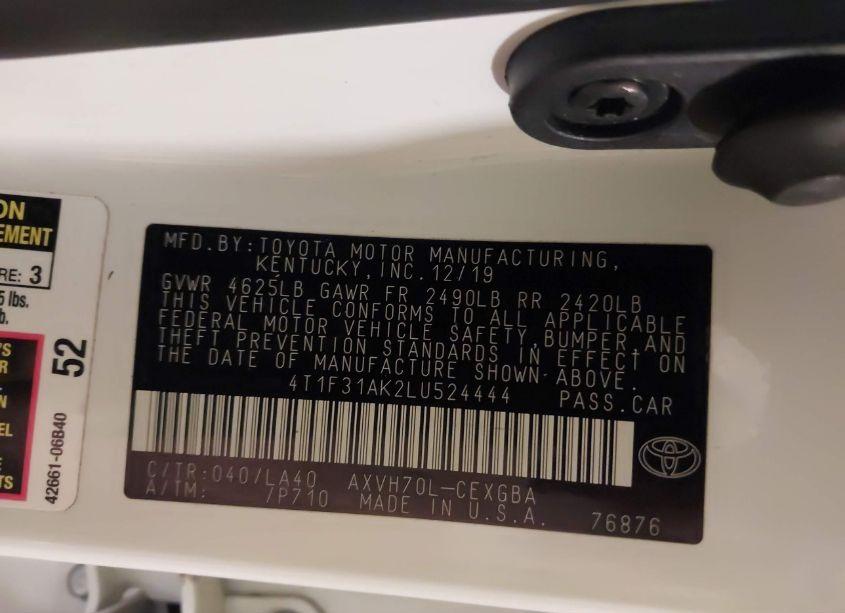 ON
EMENT
RE: 3
5 lbs.
b.
'S
R
N
EL
E
TS
52
42661-06B40
MFD.BY:TOYOTA MOTOR MANUFACTURING,
KENTUCKY,INC.12/19
GVWR 4625LB GAWR FR 2490LB RR 2420LB
THIS VEHICLE CONFORMS TO ALL APPLICABLE
FEDERAL MOTOR VEHICLE SAFETY,BUMPER,AND
THEFT PREVENTION STANDARDS IN EFFECT ON
THE DATE OF MANUFACTURE SHOWN ABOVE.
4T1F31AK2LU524444 PASS.CAR
C/TR:040/LA40 AXVH70L-CEXGBA
A/TM: /P710 MADE IN U.S.A. 76876